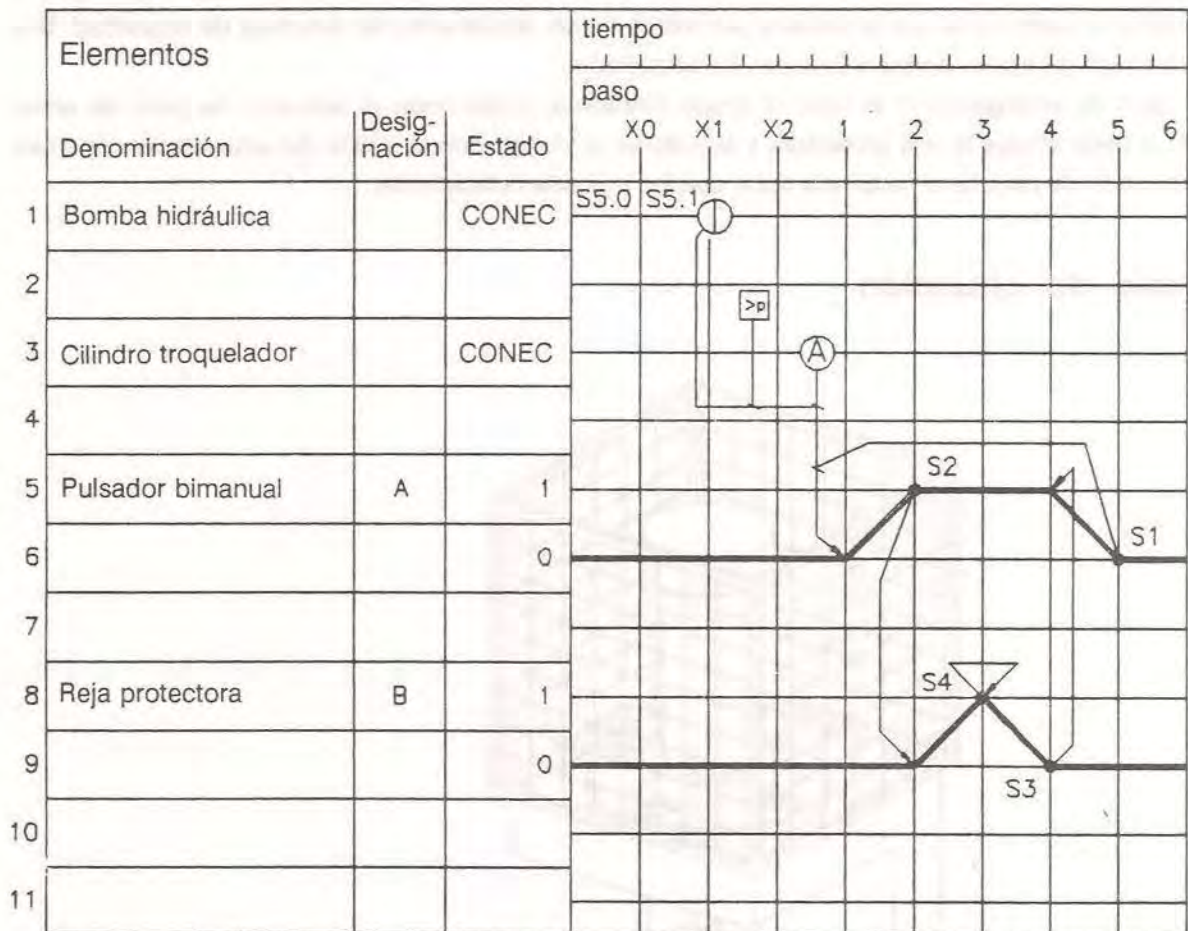 Elementos
tiempo
paso
Denominación
Desig-
nación
Estado
X0 X1 X2 1 2 3 4 5 6
1 Bomba hidráulica CONEC S5.0 S5.1
2
>p
3 Cilindro troquelador CONEC A
4
S2
5 Pulsador bimanual A 1
S1
6 0
7
S4
8 Reja protectora B 1
9 0
S3
10
11